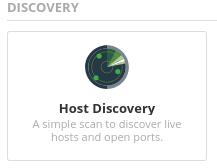 DISCOVERY
Host Discovery
A simple scan to discover live
hosts and open ports.